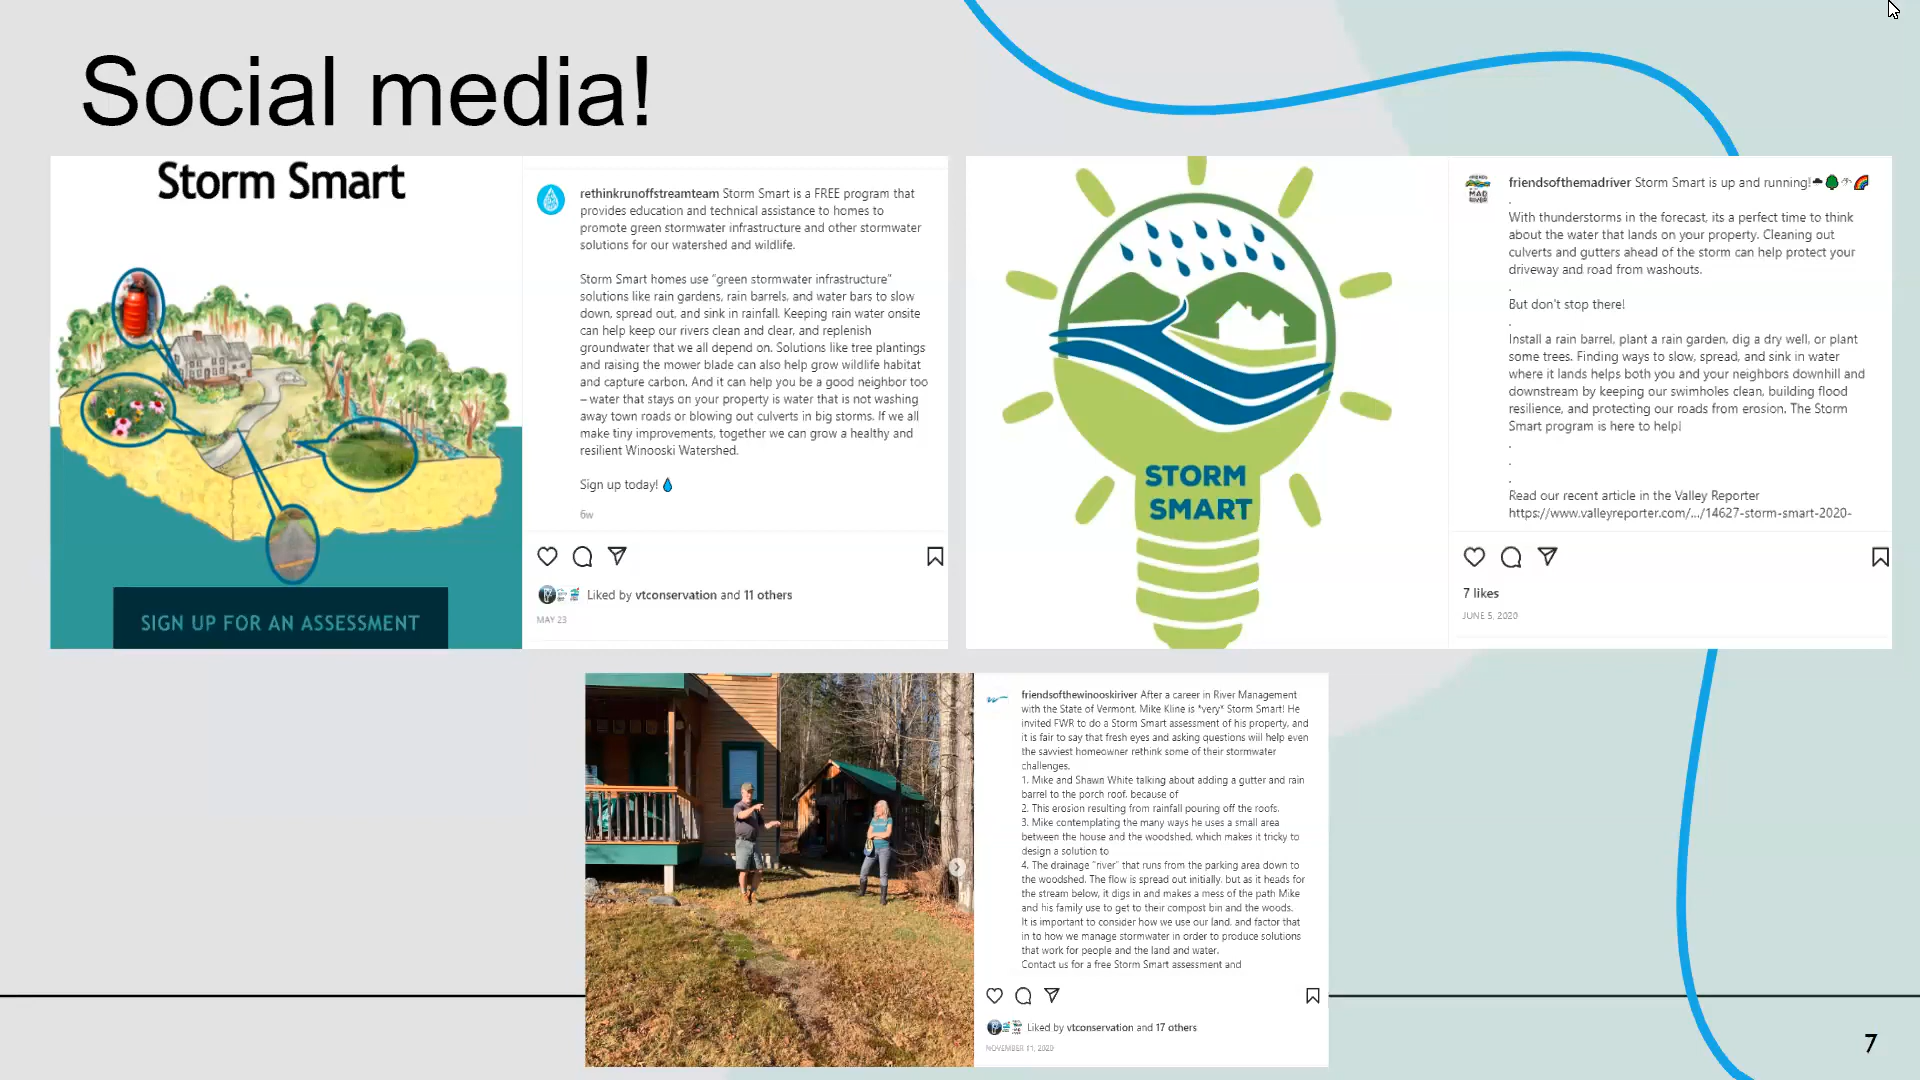 Social media!
Storm Smart
SIGN UP FOR AN ASSESSMENT
rethinkrunoffstreamteam Storm Smart is a FREE program that
provides education and technical assistance to homes to
promote green stormwater infrastructure and other stormwater
solutions for our watershed and wildlife.
Storm Smart homes use “green stormwater infrastructure”
solutions like rain gardens, rain barrels, and water bars to slow
down, spread out, and sink in rainfall. Keeping rain water onsite
can help keep our rivers clean and clear, and replenish
groundwater that we all depend on. Solutions like tree plantings
and raising the mower blade can also help grow wildlife habitat
and capture carbon. And it can help you be a good neighbor too
– water that stays on your property is water that is not washing
away town roads or blowing out culverts in big storms. If we all
make tiny improvements, together we can grow a healthy and
resilient Winooski Watershed.
Sign up today! 💧
6w
Liked by vtconservation and 11 others
MAY 23
STORM
SMART
MAD
RIVER
friendsofthemadriver Storm Smart is up and running!🌩🌳🌈
.
With thunderstorms in the forecast, its a perfect time to think
about the water that lands on your property. Cleaning out
culverts and gutters ahead of the storm can help protect your
driveway and road from washouts.
.
But don't stop there!
.
Install a rain barrel, plant a rain garden, dig a dry well, or plant
some trees. Finding ways to slow, spread, and sink in water
where it lands helps both you and your neighbors downhill and
downstream by keeping our swimholes clean, building flood
resilience, and protecting our roads from erosion. The Storm
Smart program is here to help!
.
.
.
Read our recent article in the Valley Reporter
https://www.valleyreporter.com/.../14627-storm-smart-2020-
7 likes
JUNE 5, 2020
friendsofthewinooskiriver After a career in River Management
with the State of Vermont, Mike Kline is *very* Storm Smart! He
invited FWR to do a Storm Smart assessment of his property, and
it is fair to say that fresh eyes and asking questions will help even
the savviest homeowner rethink some of their stormwater
challenges.
1. Mike and Shawn White talking about adding a gutter and rain
barrel to the porch roof, because of
2. This erosion resulting from rainfall pouring off the roofs.
3. Mike contemplating the many ways he uses a small area
between the house and the woodshed, which makes it tricky to
design a solution to
4. The drainage "river" that runs from the parking area down to
the woodshed. The flow is spread out initially, but as it heads for
the stream below, it digs in and makes a mess of the path Mike
and his family use to get to their compost bin and the woods.
It is important to consider how we use our land, and factor that
in to how we manage stormwater in order to produce solutions
that work for people and the land and water.
Contact us for a free Storm Smart assessment and
Liked by vtconservation and 17 others
NOVEMBER 11, 2020
7